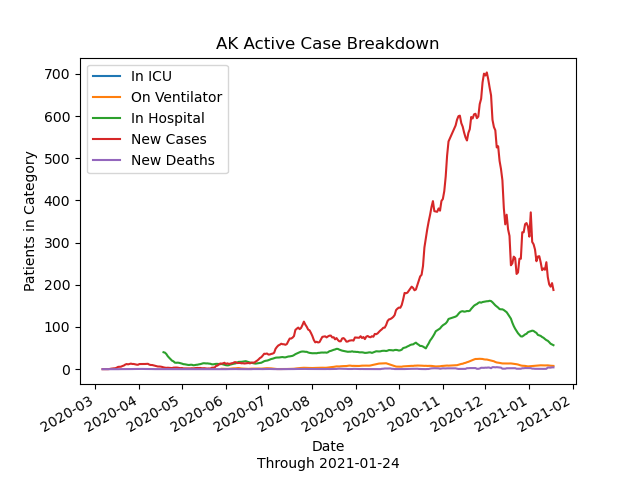 AK Active Case Breakdown
In ICU
On Ventilator
In Hospital
New Cases
New Deaths
Patients in Category
700
600
500
400
300
200
100
0
2020-03
2020-04
2020-05
2020-06
2020-07
2020-08
2020-09
2020-10
2020-11
2020-12
2021-01
2021-02
Date
Through 2021-01-24